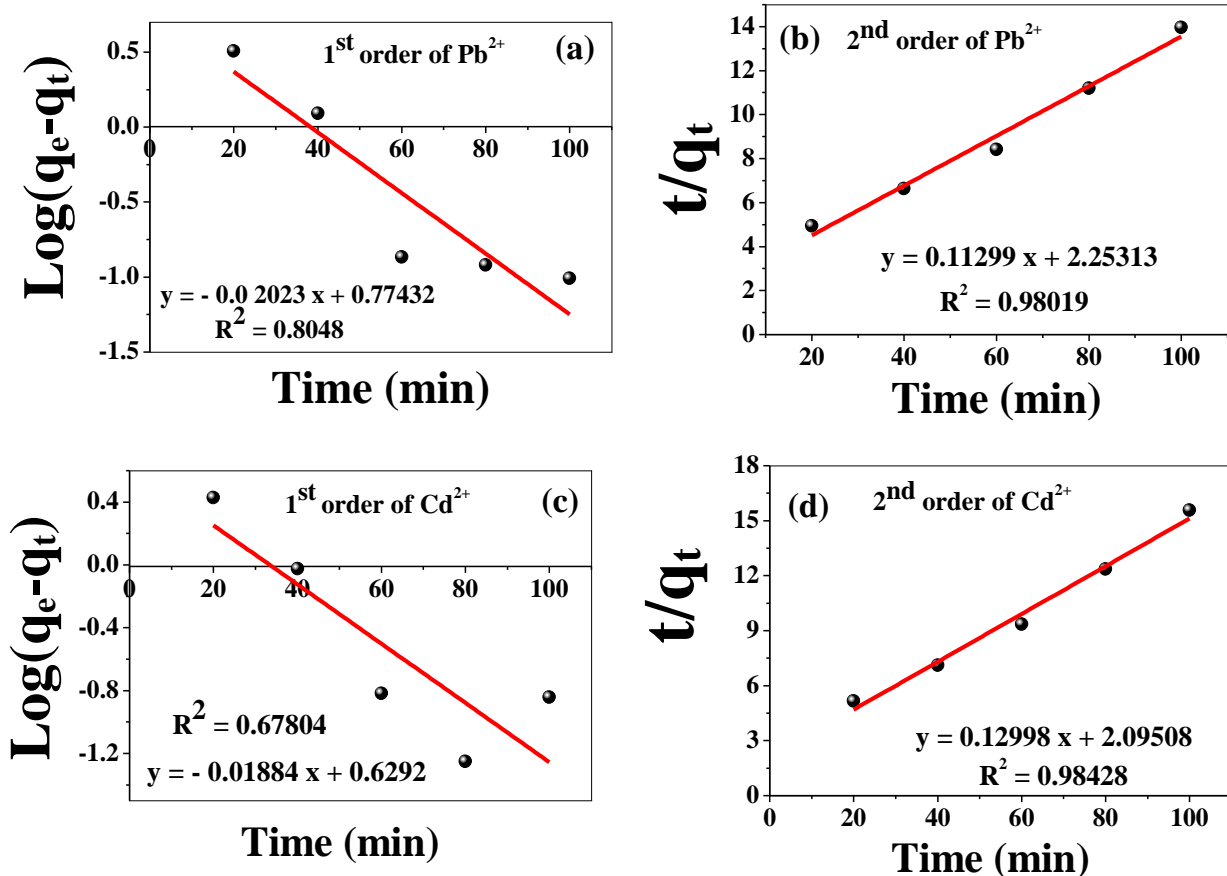 1st order of Pb2+
(a)
0.5
0.0
-0.5
-1.0
-1.5
0 20 40 60 80 100
y = - 0.0 2023 x + 0.77432
R2 = 0.8048
Log(qe-qt)
Time (min)
(b)
2nd order of Pb2+
14
12
10
8
6
4
2
0
20 40 60 80 100
y = 0.11299 x + 2.25313
R2 = 0.98019
t/qt
Time (min)
1st order of Cd2+
(c)
0.4
0.0
-0.4
-0.8
-1.2
0 20 40 60 80 100
R2 = 0.67804
y = - 0.01884 x + 0.6292
Log(qe-qt)
Time (min)
(d)
2nd order of Cd2+
18
15
12
9
6
3
0
0 20 40 60 80 100
y = 0.12998 x + 2.09508
R2 = 0.98428
t/qt
Time (min)